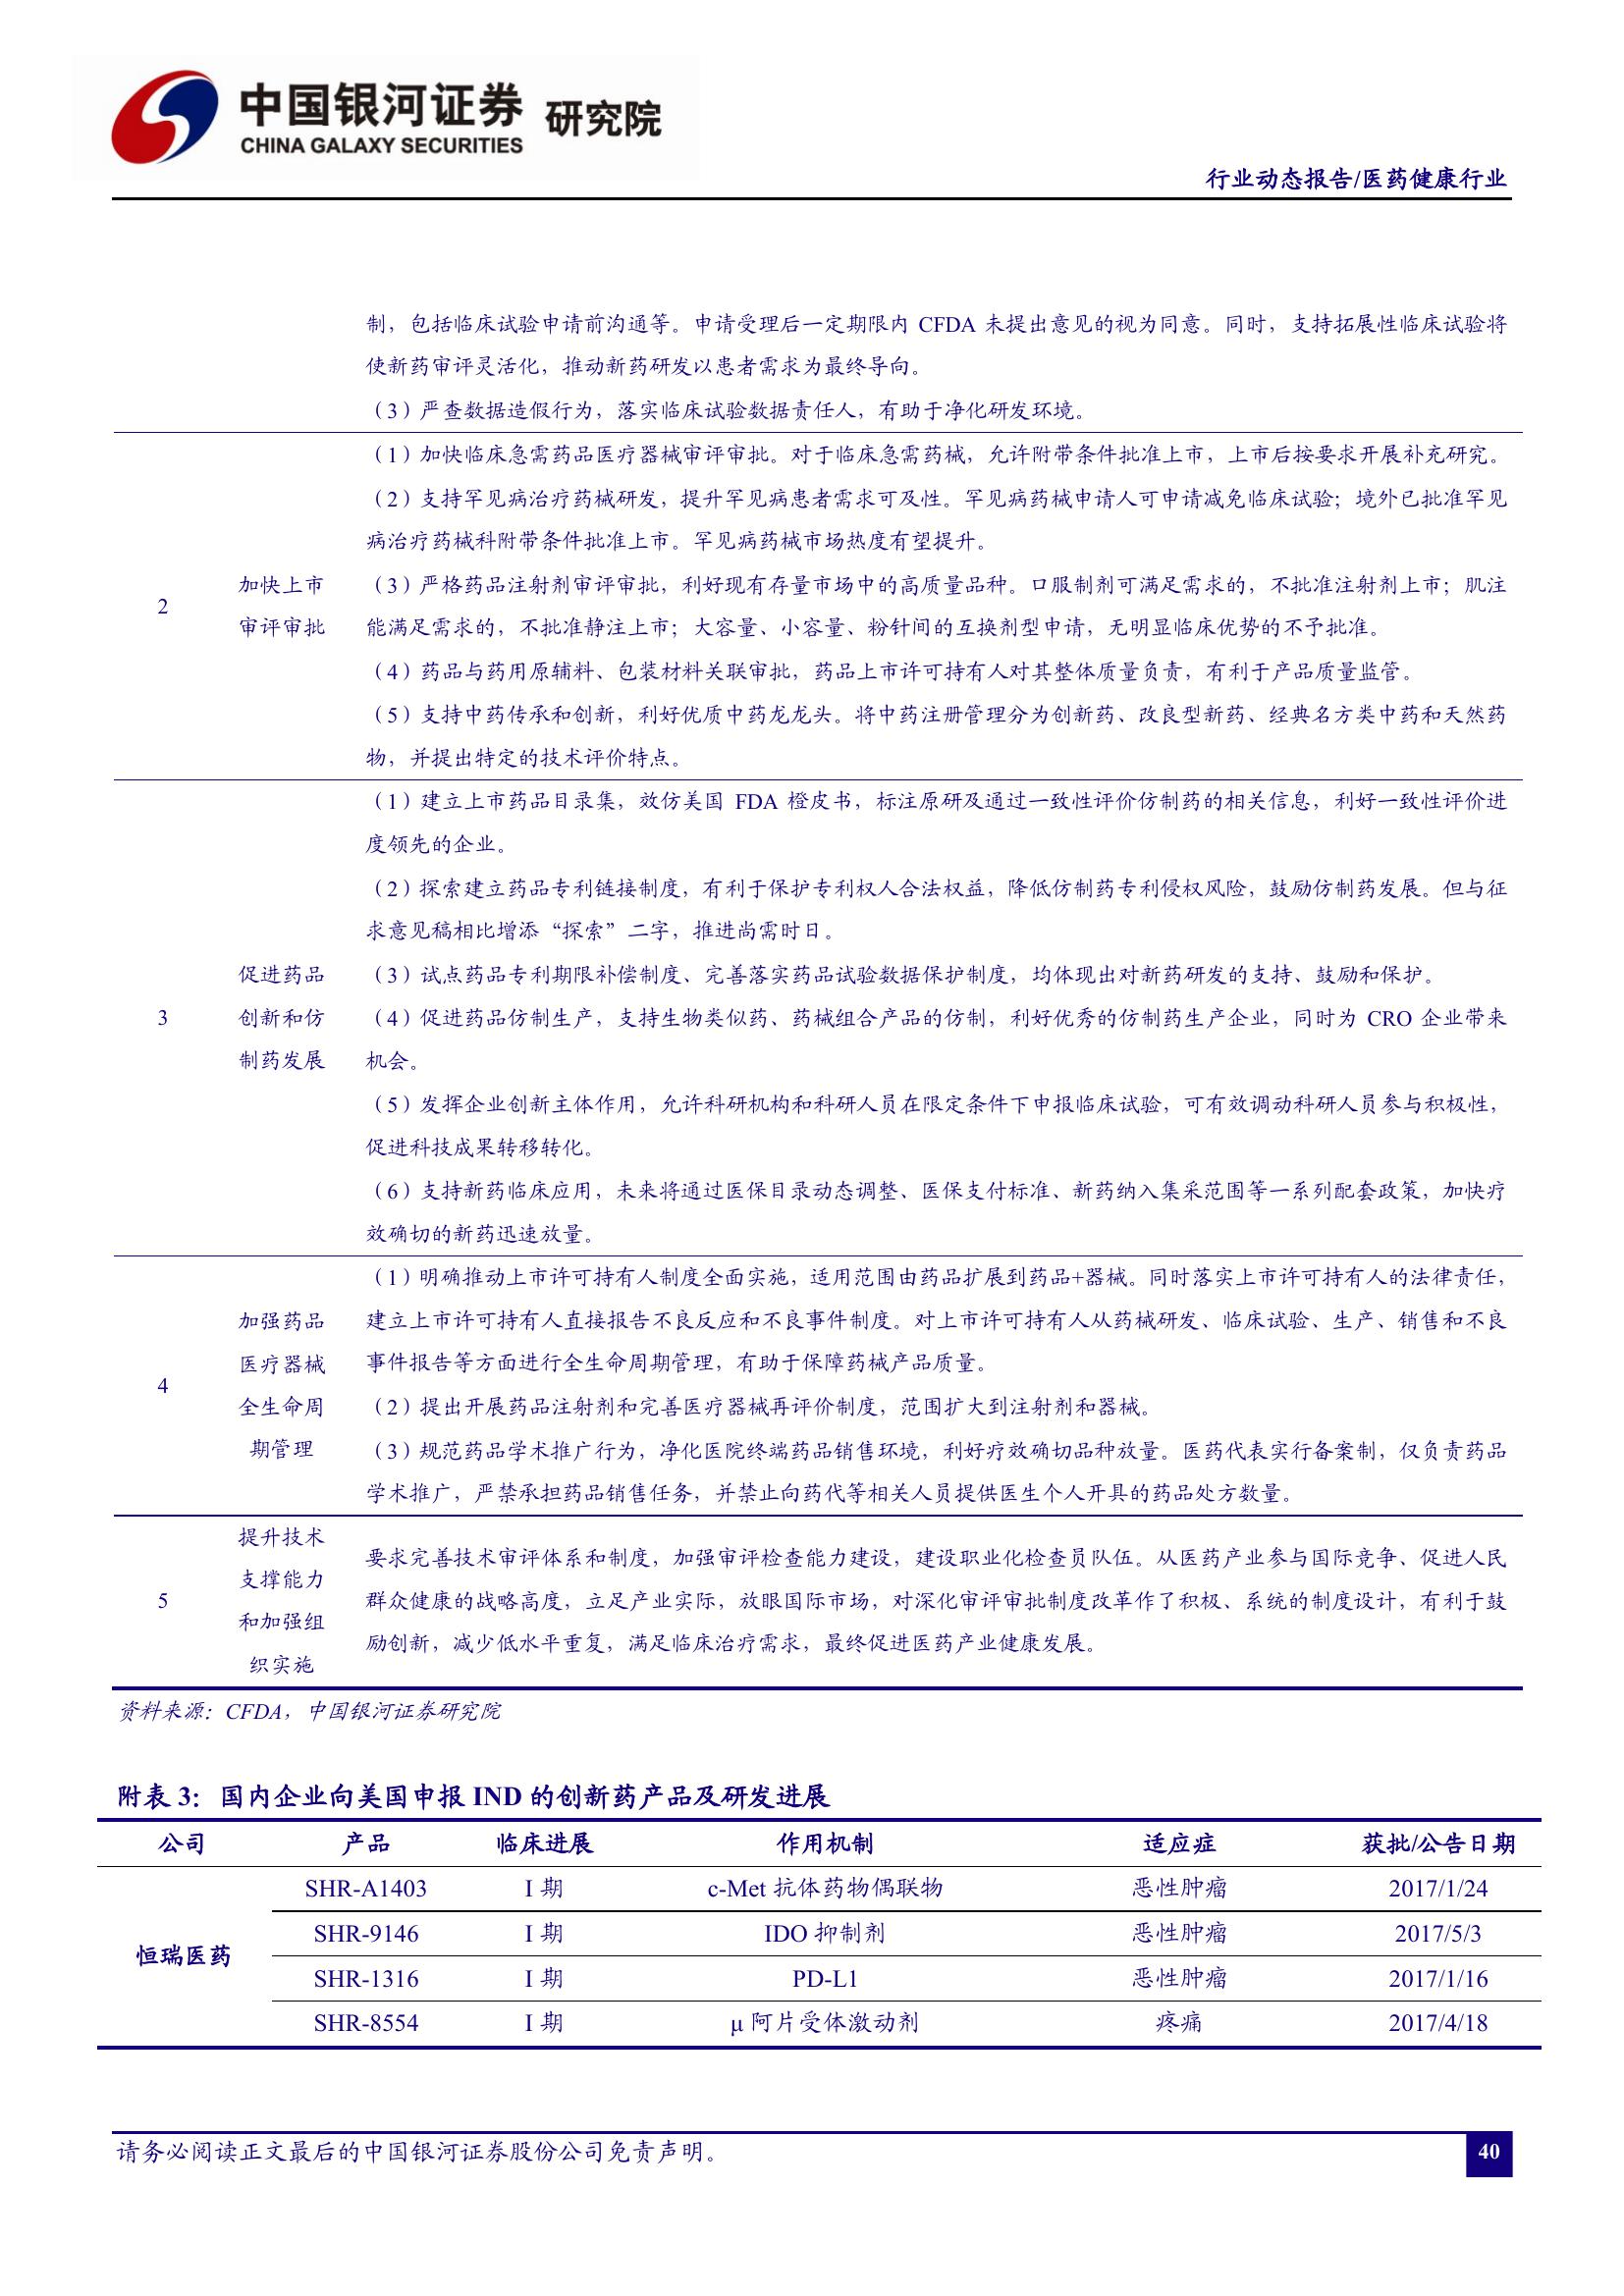 中国银河证券 研究院
CHINA GALAXY SECURITIES
行业动态报告/医药健康行业
制，包括临床试验申请前沟通等。申请受理后一定期限内 CFDA 未提出意见的视为同意。同时，支持拓展性临床试验将
使新药审评灵活化，推动新药研发以患者需求为最终导向。
（3）严查数据造假行为，落实临床试验数据责任人，有助于净化研发环境。
2
加快上市
审评审批
（1）加快临床急需药品医疗器械审评审批。对于临床急需药械，允许附带条件批准上市，上市后按要求开展补充研究。
（2）支持罕见病治疗药械研发，提升罕见病患者需求可及性。罕见病药械申请人可申请减免临床试验；境外已批准罕见
病治疗药械科附带条件批准上市。罕见病药械市场热度有望提升。
（3）严格药品注射剂审评审批，利好现有存量市场中的高质量品种。口服制剂可满足需求的，不批准注射剂上市；肌注
能满足需求的，不批准静注上市；大容量、小容量、粉针间的互换剂型申请，无明显临床优势的不予批准。
（4）药品与药用原辅料、包装材料关联审批，药品上市许可持有人对其整体质量负责，有利于产品质量监管。
（5）支持中药传承和创新，利好优质中药龙龙头。将中药注册管理分为创新药、改良型新药、经典名方类中药和天然药
物，并提出特定的技术评价特点。
3
促进药品
创新和仿
制药发展
（1）建立上市药品目录集，效仿美国 FDA 橙皮书，标注原研及通过一致性评价仿制药的相关信息，利好一致性评价进
度领先的企业。
（2）探索建立药品专利链接制度，有利于保护专利权人合法权益，降低仿制药专利侵权风险，鼓励仿制药发展。但与征
求意见稿相比增添“探索”二字，推进尚需时日。
（3）试点药品专利期限补偿制度、完善落实药品试验数据保护制度，均体现出对新药研发的支持、鼓励和保护。
（4）促进药品仿制生产，支持生物类似药、药械组合产品的仿制，利好优秀的仿制药生产企业，同时为 CRO 企业带来
机会。
（5）发挥企业创新主体作用，允许科研机构和科研人员在限定条件下申报临床试验，可有效调动科研人员参与积极性，
促进科技成果转移转化。
（6）支持新药临床应用，未来将通过医保目录动态调整、医保支付标准、新药纳入集采范围等一系列配套政策，加快疗
效确切的新药迅速放量。
4
加强药品
医疗器械
全生命周
期管理
（1）明确推动上市许可持有人制度全面实施，适用范围由药品扩展到药品+器械。同时落实上市许可持有人的法律责任，
建立上市许可持有人直接报告不良反应和不良事件制度。对上市许可持有人从药械研发、临床试验、生产、销售和不良
事件报告等方面进行全生命周期管理，有助于保障药械产品质量。
（2）提出开展药品注射剂和完善医疗器械再评价制度，范围扩大到注射剂和器械。
（3）规范药品学术推广行为，净化医院终端药品销售环境，利好疗效确切品种放量。医药代表实行备案制，仅负责药品
学术推广，严禁承担药品销售任务，并禁止向药代等相关人员提供医生个人开具的药品处方数量。
5
提升技术
支撑能力
和加强组
织实施
要求完善技术审评体系和制度，加强审评检查能力建设，建设职业化检查员队伍。从医药产业参与国际竞争、促进人民
群众健康的战略高度，立足产业实际，放眼国际市场，对深化审评审批制度改革作了积极、系统的制度设计，有利于鼓
励创新，减少低水平重复，满足临床治疗需求，最终促进医药产业健康发展。
资料来源：CFDA，中国银河证券研究院
附表 3：国内企业向美国申报 IND 的创新药产品及研发进展
公司 产品 临床进展 作用机制 适应症 获批/公告日期
恒瑞医药
SHR-A1403 I 期 c-Met 抗体药物偶联物 恶性肿瘤 2017/1/24
SHR-9146 I 期 IDO 抑制剂 恶性肿瘤 2017/5/3
SHR-1316 I 期 PD-L1 恶性肿瘤 2017/1/16
SHR-8554 I 期 μ 阿片受体激动剂 疼痛 2017/4/18
请务必阅读正文最后的中国银河证券股份公司免责声明。
40